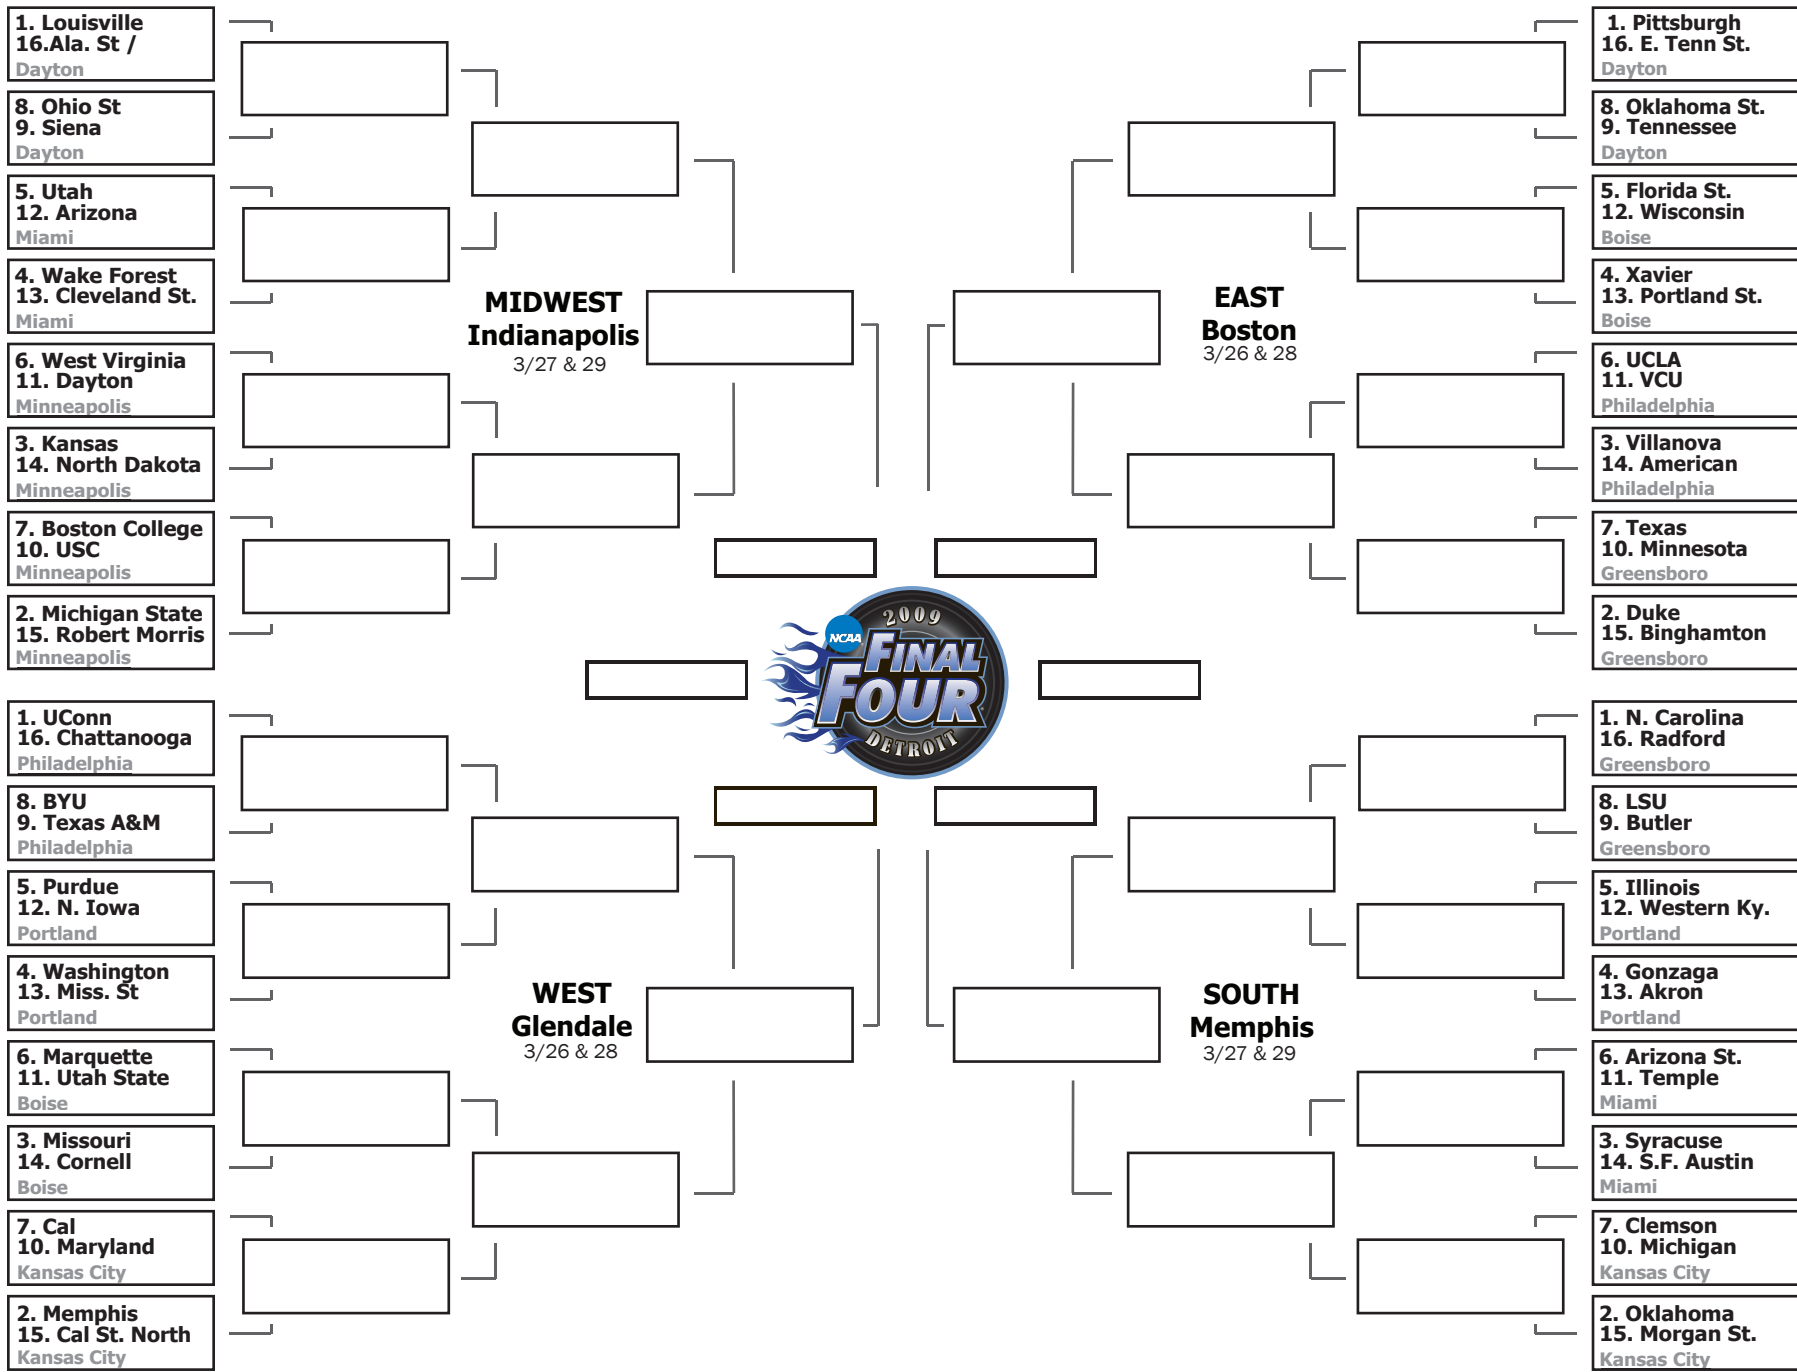 1. Louisville
16.Ala. St /
Dayton
8. Ohio St
9. Siena
Dayton
5. Utah
12. Arizona
Miami
4. Wake Forest
13. Cleveland St.
Miami
6. West Virginia
11. Dayton
Minneapolis
3. Kansas
14. North Dakota
Minneapolis
7. Boston College
10. USC
Minneapolis
2. Michigan State
15. Robert Morris
Minneapolis
MIDWEST
Indianapolis
3/27 & 29
1. UConn
16. Chattanooga
Philadelphia
8. BYU
9. Texas A&M
Philadelphia
5. Purdue
12. N. Iowa
Portland
4. Washington
13. Miss. St
Portland
6. Marquette
11. Utah State
Boise
3. Missouri
14. Cornell
Boise
7. Cal
10. Maryland
Kansas City
2. Memphis
15. Cal St. North
Kansas City
WEST
Glendale
3/26 & 28
2009
NCAA
FINAL
FOUR
DETROIT
EAST
Boston
3/26 & 28
1. Pittsburgh
16. E. Tenn St.
Dayton
8. Oklahoma St.
9. Tennessee
Dayton
5. Florida St.
12. Wisconsin
Boise
4. Xavier
13. Portland St.
Boise
6. UCLA
11. VCU
Philadelphia
3. Villanova
14. American
Philadelphia
7. Texas
10. Minnesota
Greensboro
2. Duke
15. Binghamton
Greensboro
SOUTH
Memphis
3/27 & 29
1. N. Carolina
16. Radford
Greensboro
8. LSU
9. Butler
Greensboro
5. Illinois
12. Western Ky.
Portland
4. Gonzaga
13. Akron
Portland
6. Arizona St.
11. Temple
Miami
3. Syracuse
14. S.F. Austin
Miami
7. Clemson
10. Michigan
Kansas City
2. Oklahoma
15. Morgan St.
Kansas City